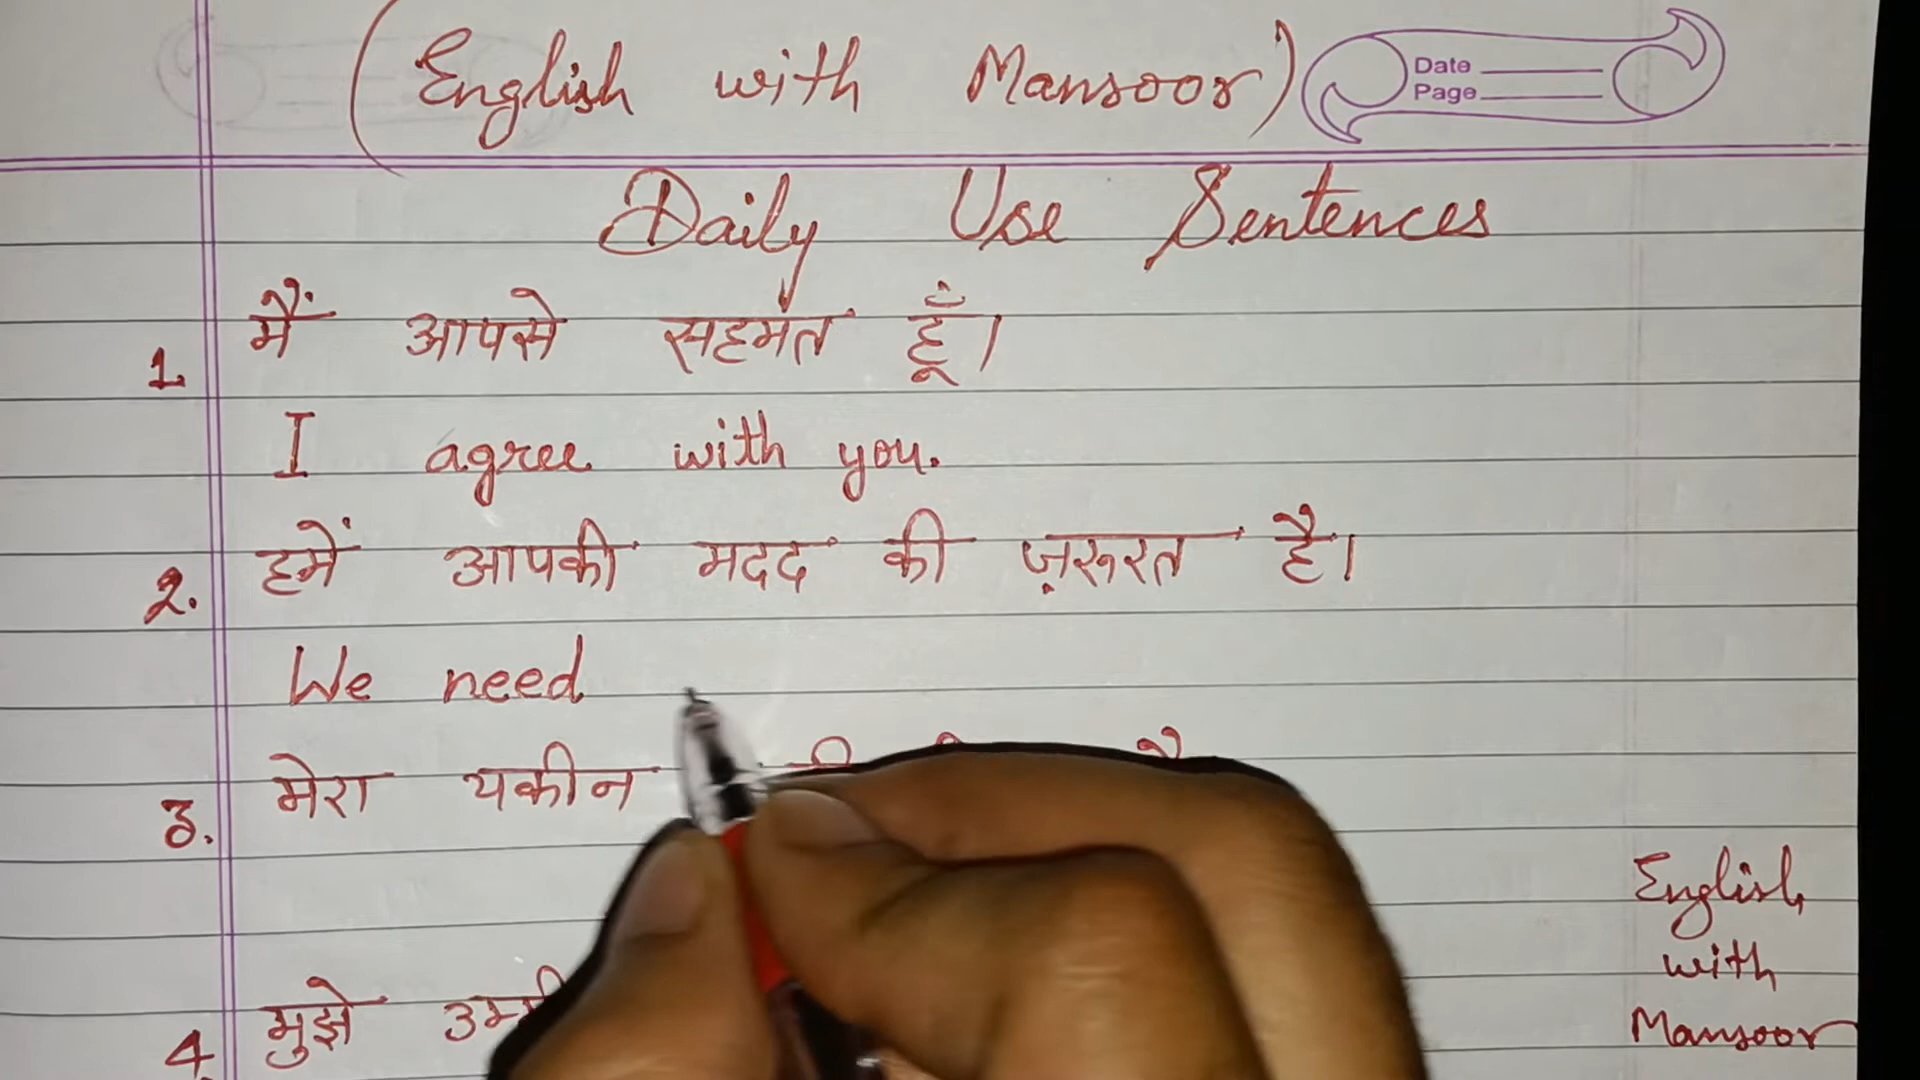 (English with Mansoor)
Date
Page
Daily Use Sentences
1. मैं आपसे सहमत हूँ।
I agree with you.
2. हमें आपकी मदद की ज़रूरत है।
We need
3. मेरा यकीन
4. मुझे
English
with
Mansoor